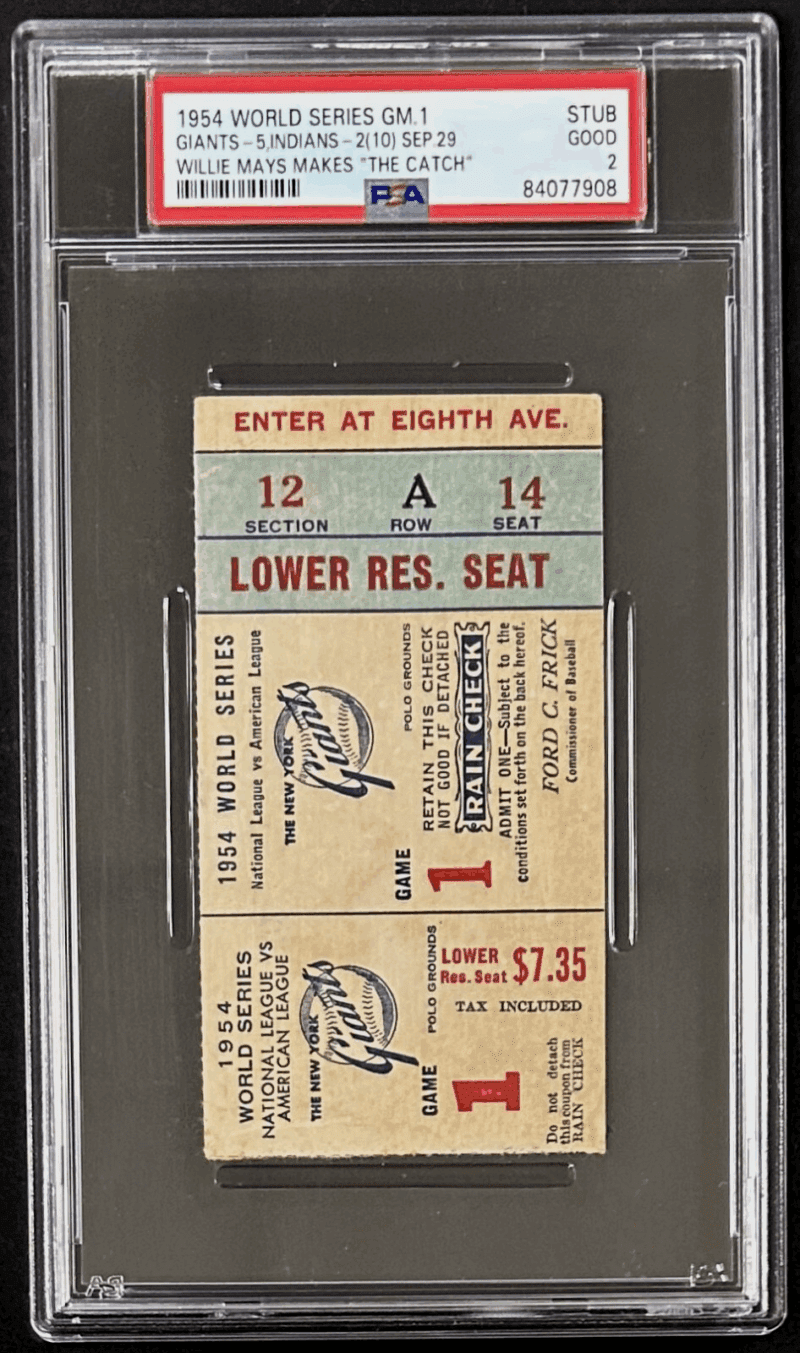 1954 WORLD SERIES GM.1
GIANTS-5,INDIANS-2(10) SEP.29
WILLIE MAYS MAKES "THE CATCH"
STUB
GOOD
2
84077908
PSA
ENTER AT EIGHTH AVE.
12 A 14
SECTION ROW SEAT
LOWER RES. SEAT
1954 WORLD SERIES
National League vs American League
THE NEW YORK
Giants
POLO GROUNDS
GAME
1
RETAIN THIS CHECK
NOT GOOD IF DETACHED
RAIN CHECK
ADMIT ONE—Subject to the
conditions set forth on the back hereof.
FORD C. FRICK
Commissioner of Baseball
1954
WORLD SERIES
NATIONAL LEAGUE VS
AMERICAN LEAGUE
THE NEW YORK
Giants
POLO GROUNDS
GAME
1
LOWER
Res. Seat $7.35
TAX INCLUDED
Do not detach
this coupon from
RAIN CHECK